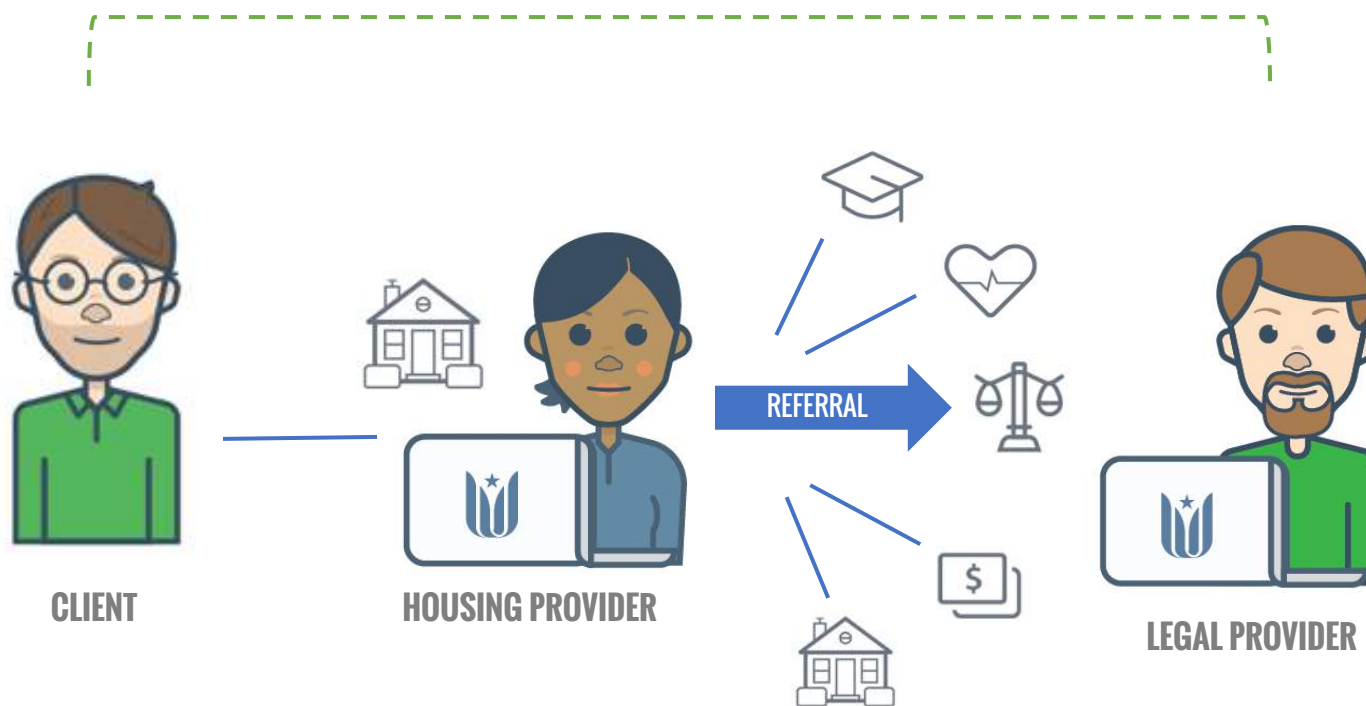 REFERRAL
$
CLIENT
HOUSING PROVIDER
LEGAL PROVIDER